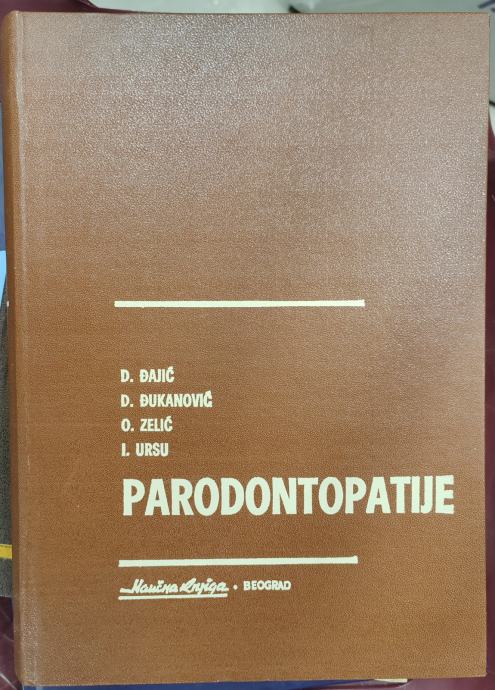 D. ĐAJIĆ
D. ĐUKANOVIĆ
O. ZELIĆ
I. URSU
PARODONTOPATIJE
Naučna knjiga • BEOGRAD